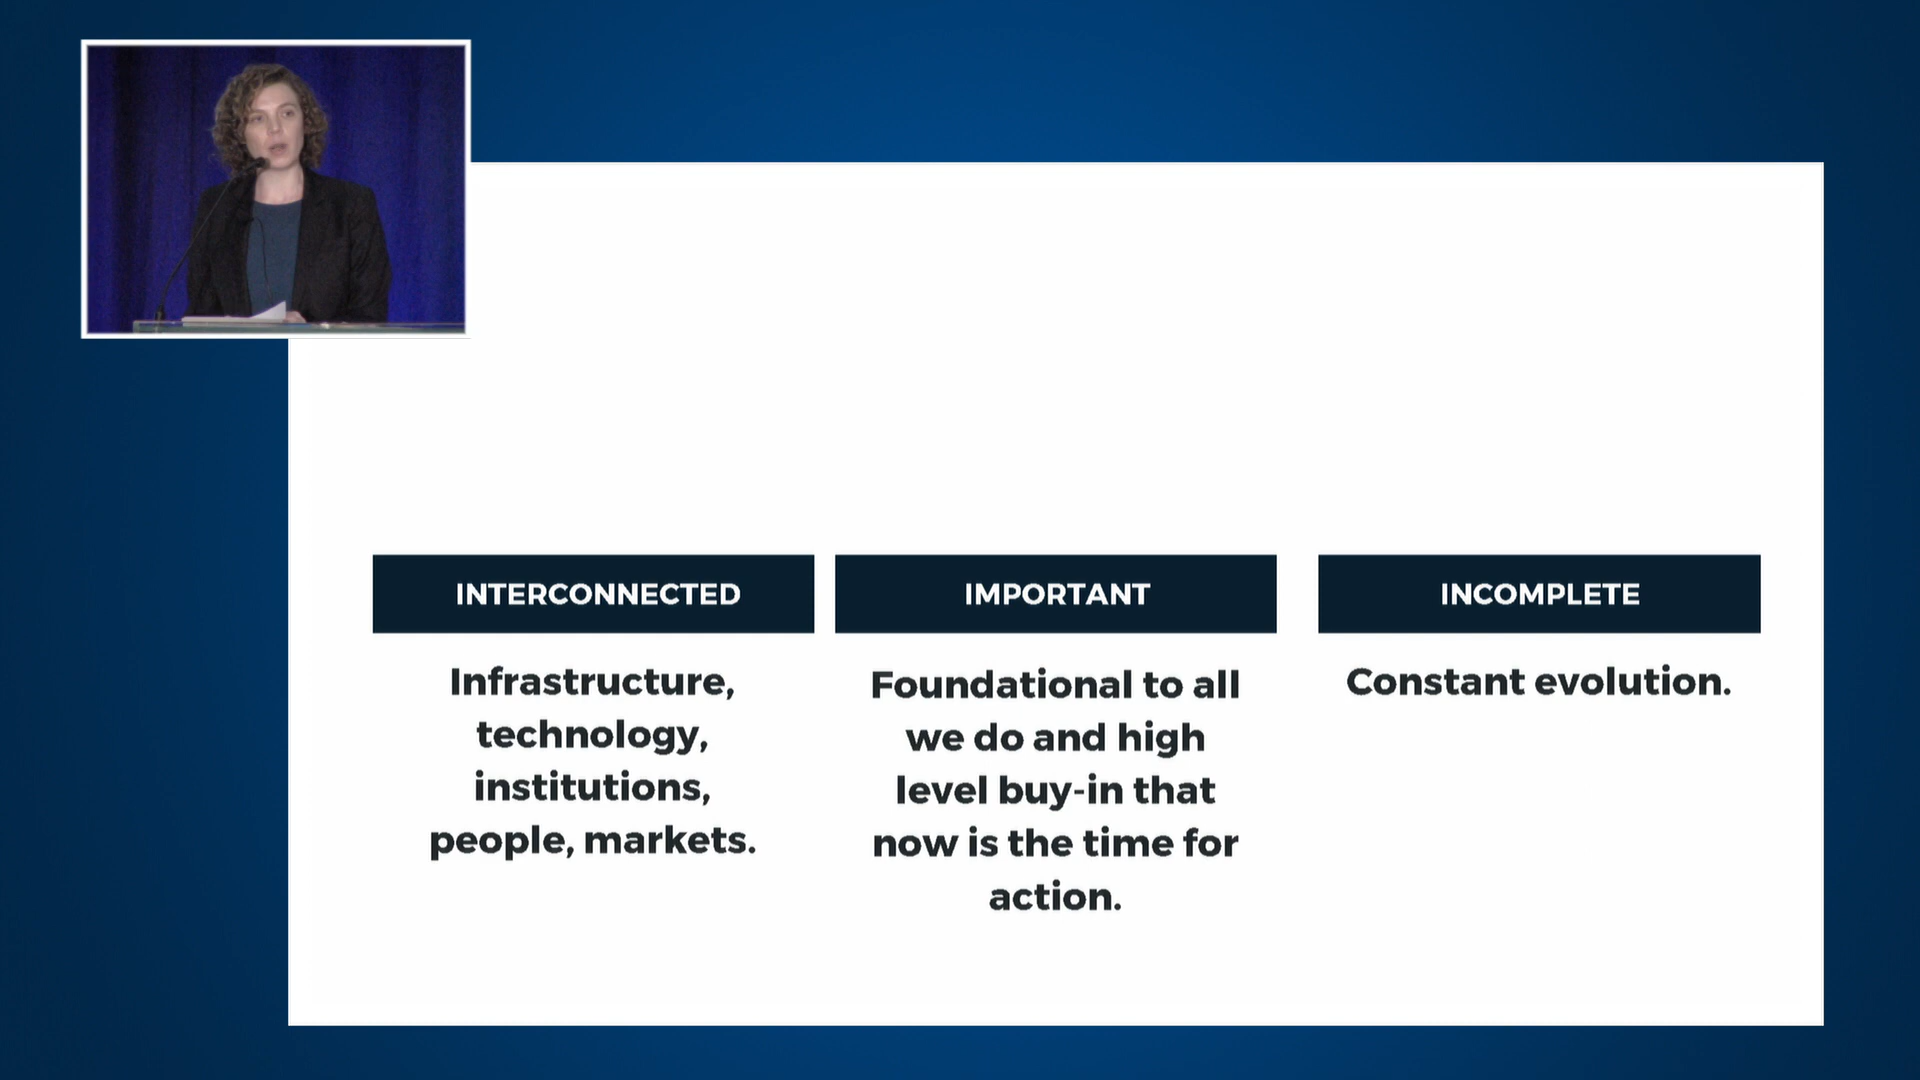 INTERCONNECTED
Infrastructure,
technology,
institutions,
people, markets.
IMPORTANT
Foundational to all
we do and high
level buy-in that
now is the time for
action.
INCOMPLETE
Constant evolution.